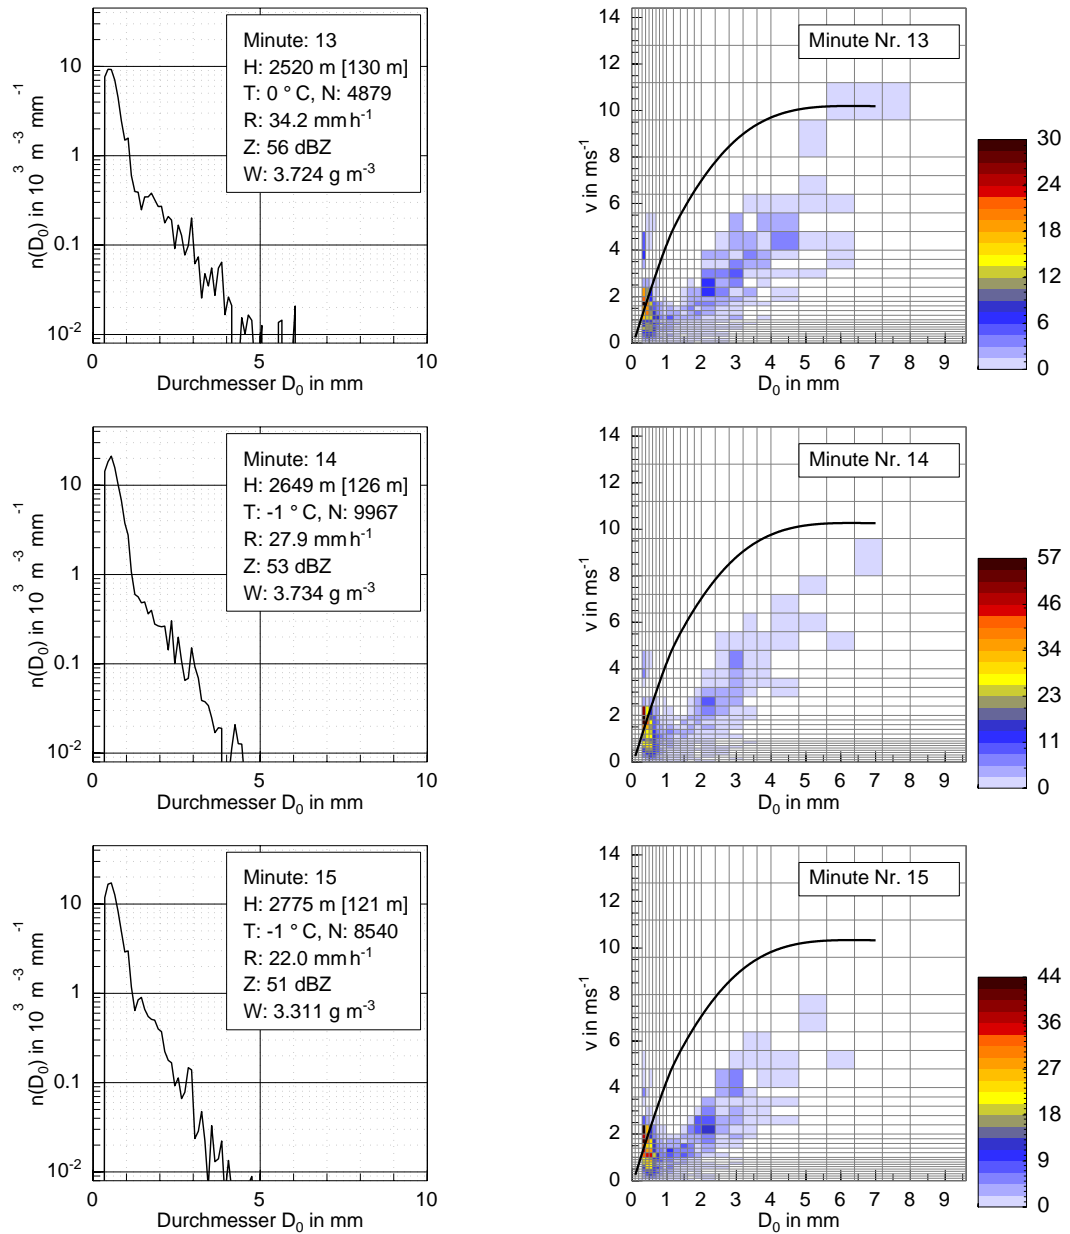 n(D0) in 10^3 m^-3 mm^-1
10
1
0.1
10^-2
0 5 10
Durchmesser D0 in mm
Minute: 13
H: 2520 m [130 m]
T: 0 ° C, N: 4879
R: 34.2 mm h^-1
Z: 56 dBZ
W: 3.724 g m^-3
Minute Nr. 13
v in ms^-1
14
12
10
8
6
4
2
0
0 1 2 3 4 5 6 7 8 9
D0 in mm
30
24
18
12
6
0
n(D0) in 10^3 m^-3 mm^-1
10
1
0.1
10^-2
0 5 10
Durchmesser D0 in mm
Minute: 14
H: 2649 m [126 m]
T: -1 ° C, N: 9967
R: 27.9 mm h^-1
Z: 53 dBZ
W: 3.734 g m^-3
Minute Nr. 14
v in ms^-1
14
12
10
8
6
4
2
0
0 1 2 3 4 5 6 7 8 9
D0 in mm
57
46
34
23
11
0
n(D0) in 10^3 m^-3 mm^-1
10
1
0.1
10^-2
0 5 10
Durchmesser D0 in mm
Minute: 15
H: 2775 m [121 m]
T: -1 ° C, N: 8540
R: 22.0 mm h^-1
Z: 51 dBZ
W: 3.311 g m^-3
Minute Nr. 15
v in ms^-1
14
12
10
8
6
4
2
0
0 1 2 3 4 5 6 7 8 9
D0 in mm
44
36
27
18
9
0